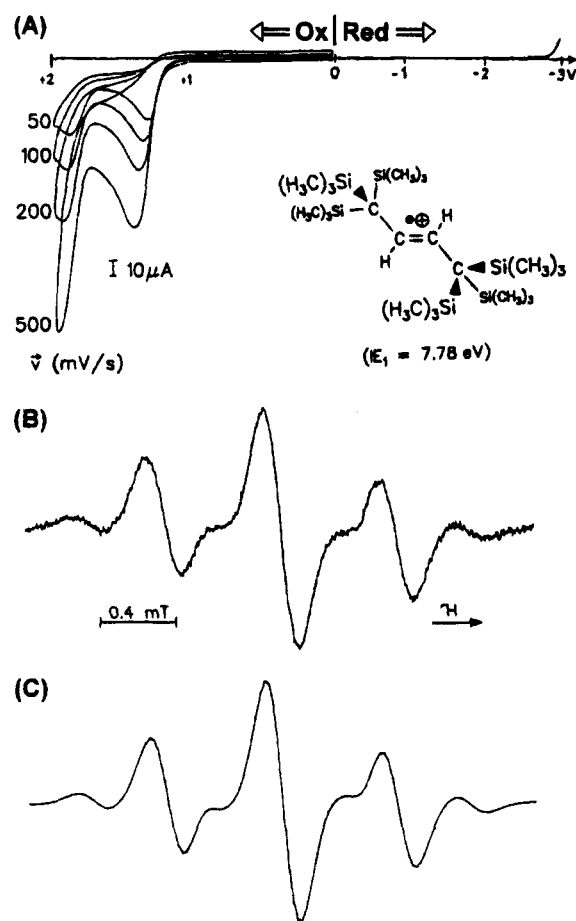 (A)
⇐ Ox | Red ⇒
+2 +1 0 -1 -2 -3V
50
100
200
500
v⃗ (mV/s)
I 10μA
(H₃C)₃Si Si(CH₃)₃
(H₃C)₃Si C H
•⊕
C=C
H C Si(CH₃)₃
(H₃C)₃Si Si(CH₃)₃
(IE₁ = 7.78 eV)
(B)
0.4 mT H
(C)